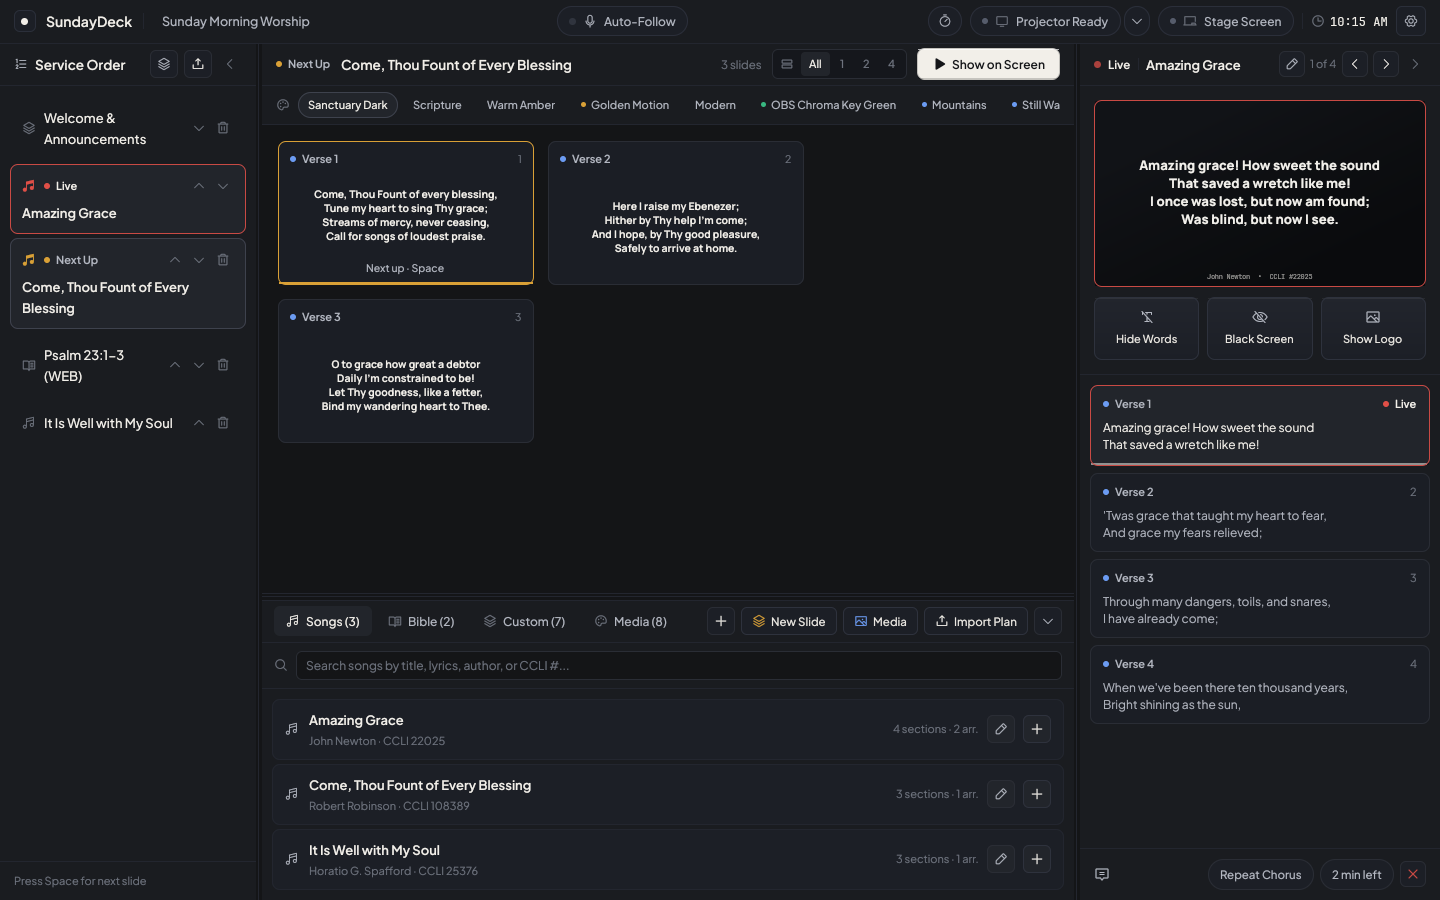 SundayDeck
Sunday Morning Worship
Auto-Follow
Projector Ready
Stage Screen
10:15 AM
Service Order
Welcome &
Announcements
Live
Amazing Grace
Next Up
Come, Thou Fount of Every
Blessing
Psalm 23:1–3
(WEB)
It Is Well with My Soul
Press Space for next slide
Next Up
Come, Thou Fount of Every Blessing
3 slides
All
1
2
4
Show on Screen
Sanctuary Dark
Scripture
Warm Amber
Golden Motion
Modern
OBS Chroma Key Green
Mountains
Still Wa
Verse 1
1
Come, Thou Fount of every blessing,
Tune my heart to sing Thy grace;
Streams of mercy, never ceasing,
Call for songs of loudest praise.
Next up · Space
Verse 2
2
Here I raise my Ebenezer;
Hither by Thy help I'm come;
And I hope, by Thy good pleasure,
Safely to arrive at home.
Verse 3
3
O to grace how great a debtor
Daily I'm constrained to be!
Let Thy goodness, like a fetter,
Bind my wandering heart to Thee.
Songs (3)
Bible (2)
Custom (7)
Media (8)
New Slide
Media
Import Plan
Search songs by title, lyrics, author, or CCLI #...
Amazing Grace
John Newton · CCLI 22025
4 sections · 2 arr.
Come, Thou Fount of Every Blessing
Robert Robinson · CCLI 108389
3 sections · 1 arr.
It Is Well with My Soul
Horatio G. Spafford · CCLI 25376
3 sections · 1 arr.
Live
Amazing Grace
1 of 4
Amazing grace! How sweet the sound
That saved a wretch like me!
I once was lost, but now am found;
Was blind, but now I see.
John Newton • CCLI #22025
Hide Words
Black Screen
Show Logo
Verse 1
Live
Amazing grace! How sweet the sound
That saved a wretch like me!
Verse 2
2
'Twas grace that taught my heart to fear,
And grace my fears relieved;
Verse 3
3
Through many dangers, toils, and snares,
I have already come;
Verse 4
4
When we've been there ten thousand years,
Bright shining as the sun,
Repeat Chorus
2 min left